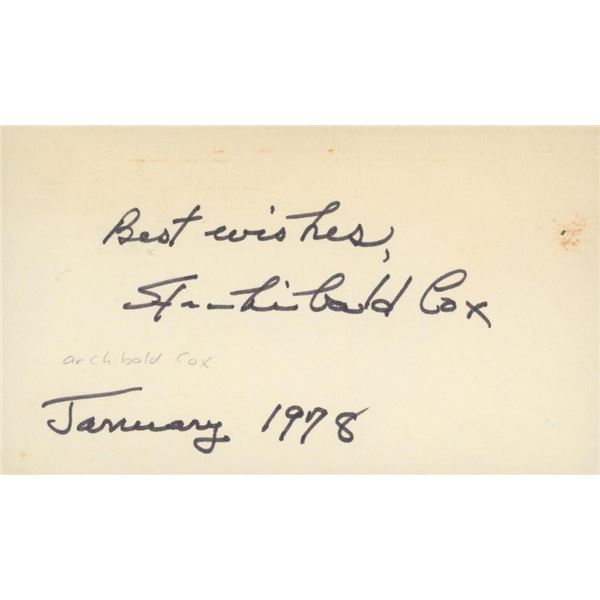 Best wishes,
Archibald Cox
archibald Cox
January 1978